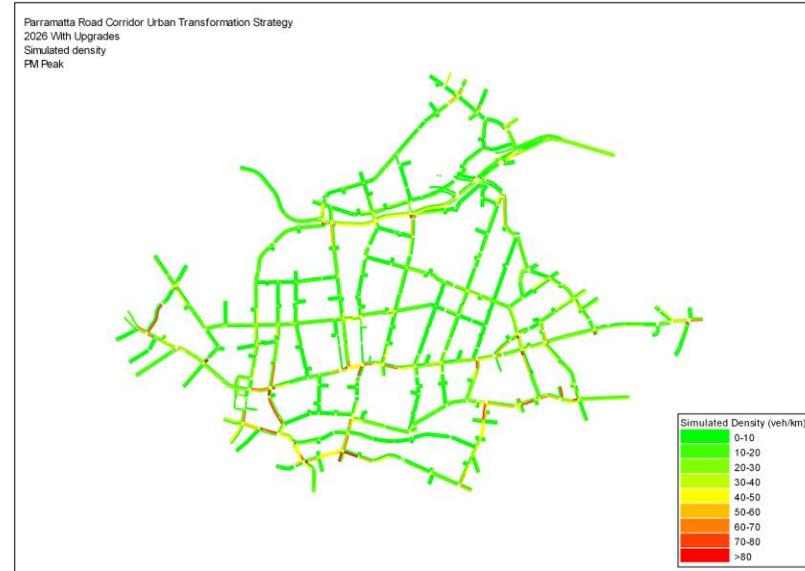 Parramatta Road Corridor Urban Transformation Strategy
2026 With Upgrades
Simulated density
PM Peak
Simulated Density (veh/km)
0-10
10-20
20-30
30-40
40-50
50-60
60-70
70-80
>80